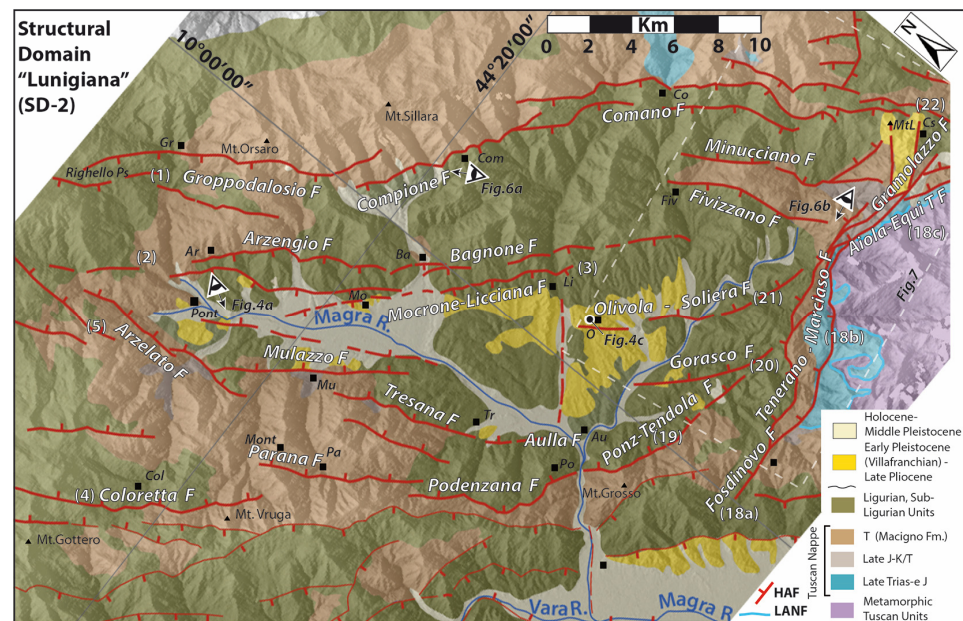 Structural
Domain
“Lunigiana”
(SD-2)
10°00'00"
44°20'00"
Km
0 2 4 6 8 10
N
Mt.Sillara
Co
Comano F
(22)
MtL
Cs
Gr
Mt.Orsaro
Com
Minucciano F
Gramolazzo F
Righello Ps
(1)
Groppodalosio F
Compione F
Fig.6a
Fiv
Fivizzano F
Fig.6b
Aiola-Equi T F
(18c)
Ar
Arzengio F
Ba
Bagnone F
(2)
(3)
Li
Fig.7
Fig.4a
Pont
Mo
Mocrone-Licciana F
Olivola - Soliera F
(21)
Magra R.
O
Fig.4c
(5)
Arzelato F
Mulazzo F
Gorasco F
(20)
Tenerano - Marciaso F
(18b)
Mu
Tresana F
Tr
Aulla F
Au
Ponz-Tendola F
(19)
Mont
Parana F
Pa
Po
Col
(4)
Coloretta F
Podenzana F
Mt.Grosso
Fosdinovo F
(18a)
Mt. Vruga
Mt.Gottero
Vara R.
Magra R
Holocene-
Middle Pleistocene
Early Pleistocene
(Villafranchian) -
Late Pliocene
Ligurian, Sub-
Ligurian Units
Tuscan Nappe
T (Macigno Fm.)
Late J-K/T
Late Trias-e J
Metamorphic
Tuscan Units
HAF
LANF